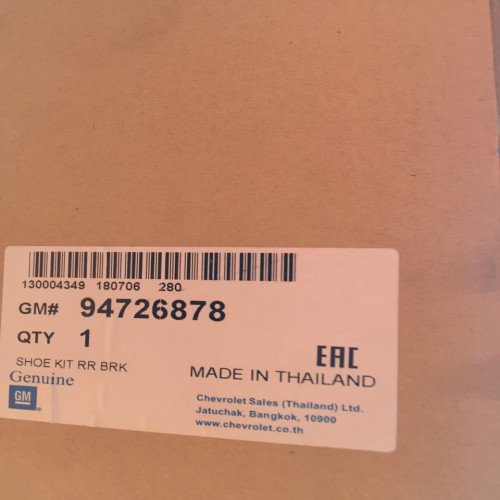 130004349 180706 280
GM# 94726878
QTY 1
SHOE KIT RR BRK
EAC
Genuine
GM
MADE IN THAILAND
Chevrolet Sales (Thailand) Ltd.
Jatuchak, Bangkok, 10900
www.chevrolet.co.th